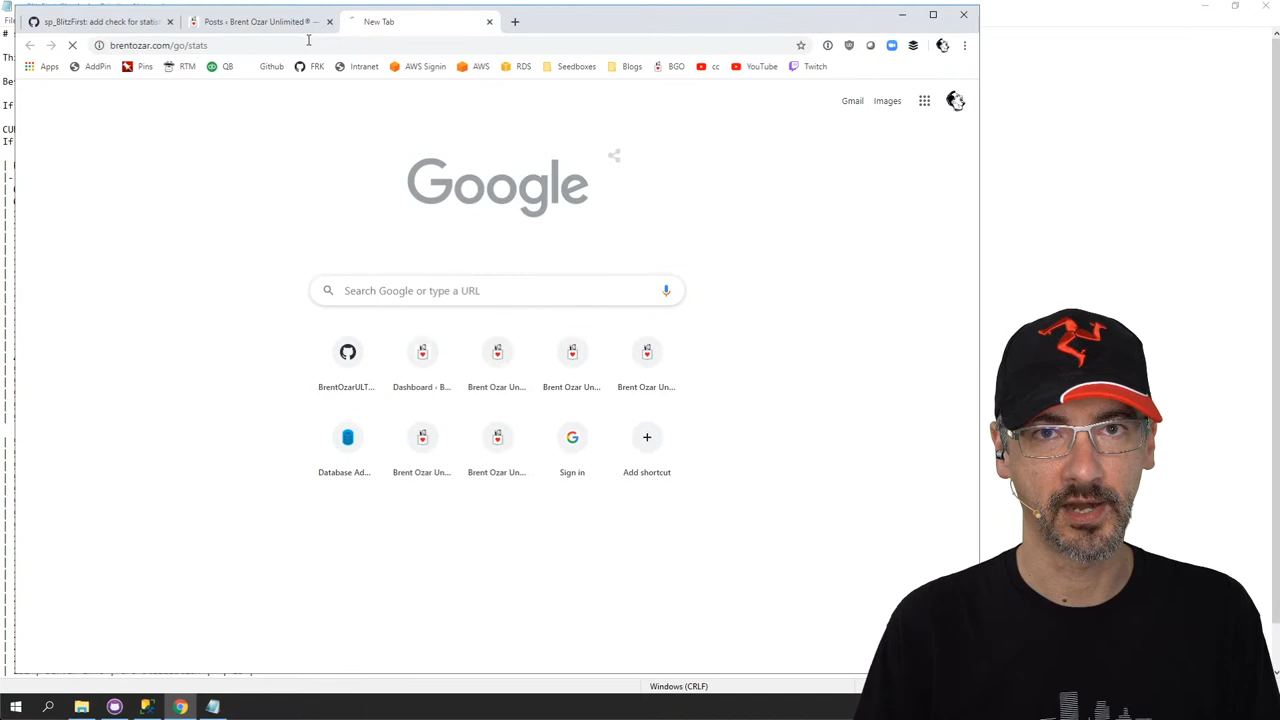 sp_BlitzFirst: add check for statist
Posts ‹ Brent Ozar Unlimited® —
New Tab
brentozar.com/go/stats
Apps
AddPin
Pins
RTM
QB
Github
FRK
Intranet
AWS Signin
AWS
RDS
Seedboxes
Blogs
BGO
cc
YouTube
Twitch
Gmail
Images
Google
Search Google or type a URL
BrentOzarULT...
Dashboard ‹ B...
Brent Ozar Un...
Brent Ozar Un...
Brent Ozar Un...
Database Ad...
Brent Ozar Un...
Brent Ozar Un...
Sign in
Add shortcut
Windows (CRLF)